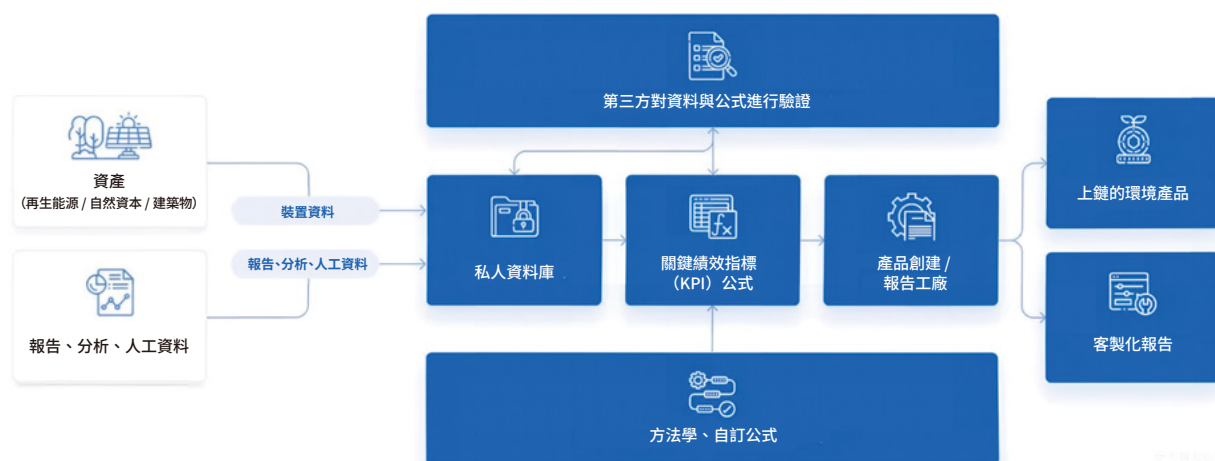 第三方對資料與公式進行驗證
資產
(再生能源 / 自然資本 / 建築物)
裝置資料
報告、分析、人工資料
報告、分析、人工資料
私人資料庫
關鍵績效指標
(KPI)公式
產品創建 /
報告工廠
上鏈的環境產品
客製化報告
方法學、自訂公式